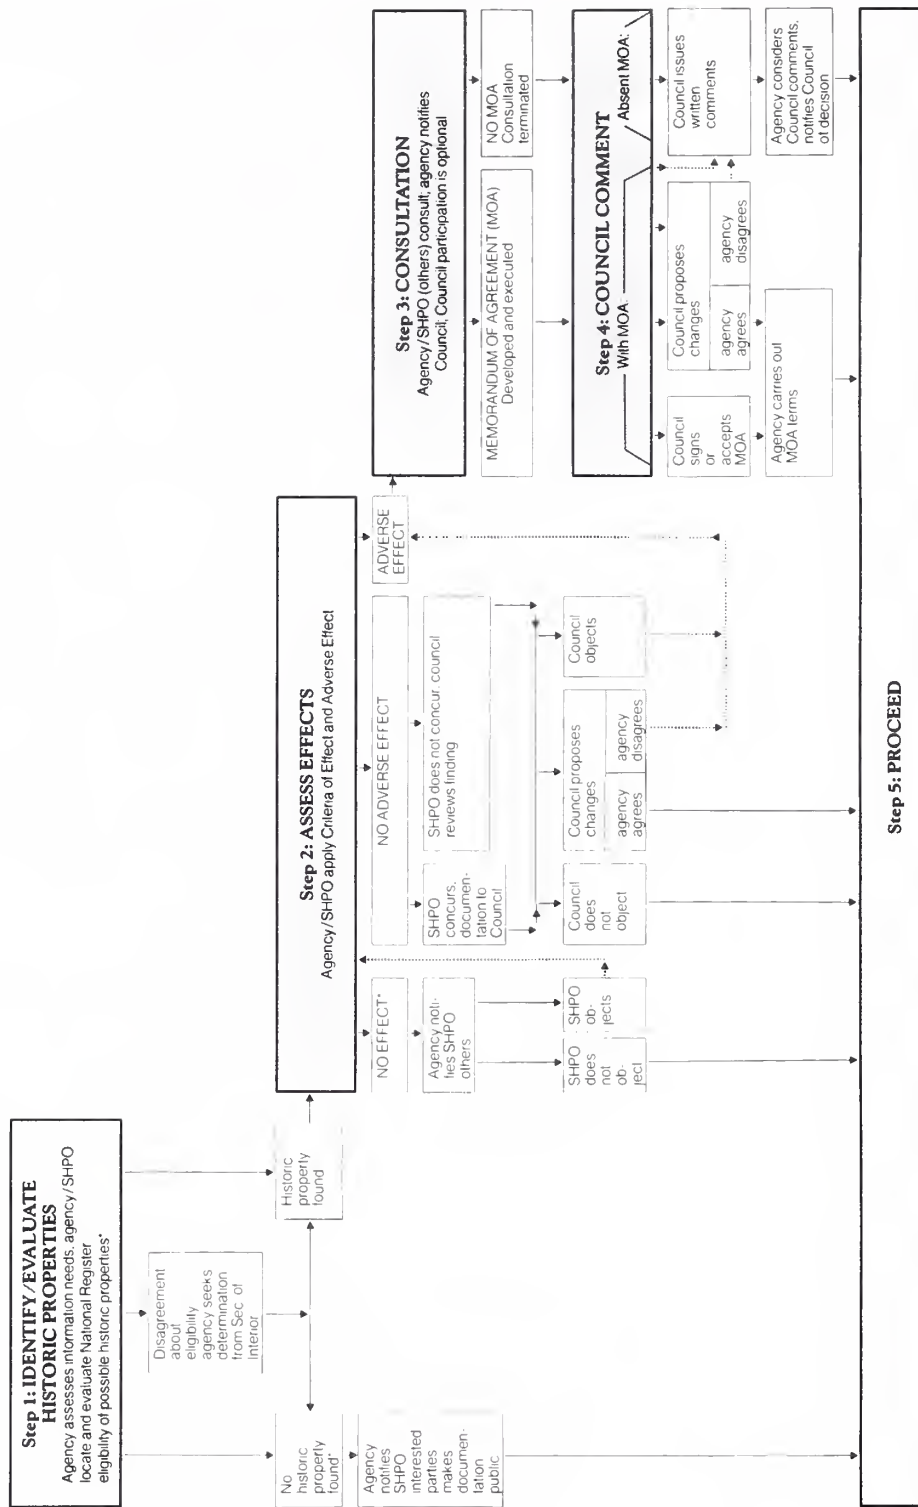 Step 1: IDENTIFY/EVALUATE
HISTORIC PROPERTIES
Agency assesses information needs, agency/SHPO
locate and evaluate National Register
eligibility of possible historic properties*
Disagreement
about
eligibility
agency seeks
determination
from Sec of
Interior
No
historic
property
found*
Historic
property
found
Agency
notifies
SHPO
interested
parties
makes
documen-
tation
public
Step 2: ASSESS EFFECTS
Agency/SHPO apply Criteria of Effect and Adverse Effect
NO EFFECT*
Agency noti-
fies SHPO
others
SHPO
does
not
ob-
ject
SHPO
ob-
jects
NO ADVERSE EFFECT
SHPO
concurs,
documen-
tation to
Council
SHPO does not concur, council
reviews finding
Council
does
not
object
Council proposes
changes
agency
agrees
agency
disagrees
Council
objects
ADVERSE
EFFECT
Step 3: CONSULTATION
Agency/SHPO (others) consult; agency notifies
Council; Council participation is optional
MEMORANDUM OF AGREEMENT (MOA)
Developed and executed
NO MOA
Consultation
terminated
Step 4: COUNCIL COMMENT
With MOA:
Absent MOA:
Council
signs
or
accepts
MOA
Council proposes
changes
agency
agrees
agency
disagrees
Council issues
written
comments
Agency carries out
MOA terms
Agency considers
Council comments,
notifies Council
of decision
Step 5: PROCEED